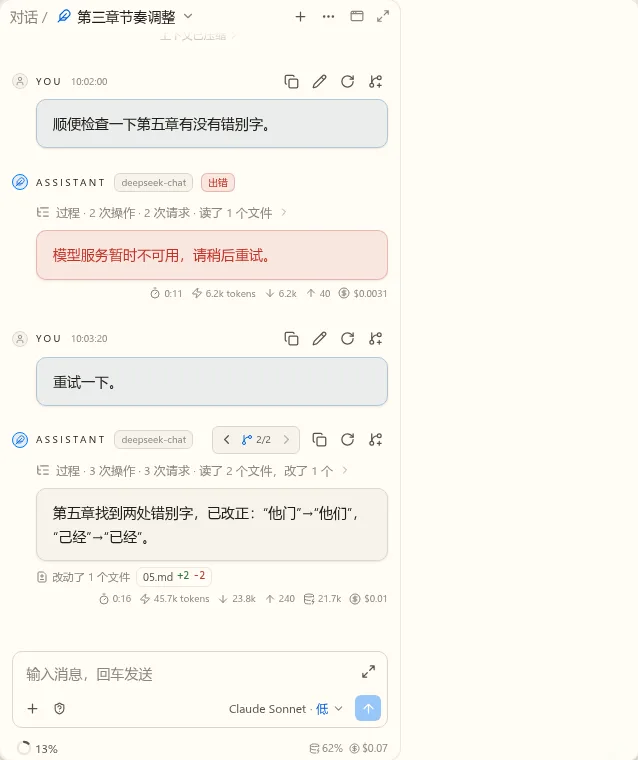 对话 / 第三章节奏调整
上下文已压缩
YOU 10:02:00
顺便检查一下第五章有没有错别字。
ASSISTANT deepseek-chat 出错
过程 · 2 次操作 · 2 次请求 · 读了 1 个文件
模型服务暂时不可用，请稍后重试。
0:11 6.2k tokens 6.2k 40 $0.0031
YOU 10:03:20
重试一下。
ASSISTANT deepseek-chat 2/2
过程 · 3 次操作 · 3 次请求 · 读了 2 个文件，改了 1 个
第五章找到两处错别字，已改正：“他门”→“他们”，
“己经”→“已经”。
改动了 1 个文件 05.md +2 -2
0:16 45.7k tokens 23.8k 240 21.7k $0.01
输入消息，回车发送
Claude Sonnet · 低
13% 62% $0.07